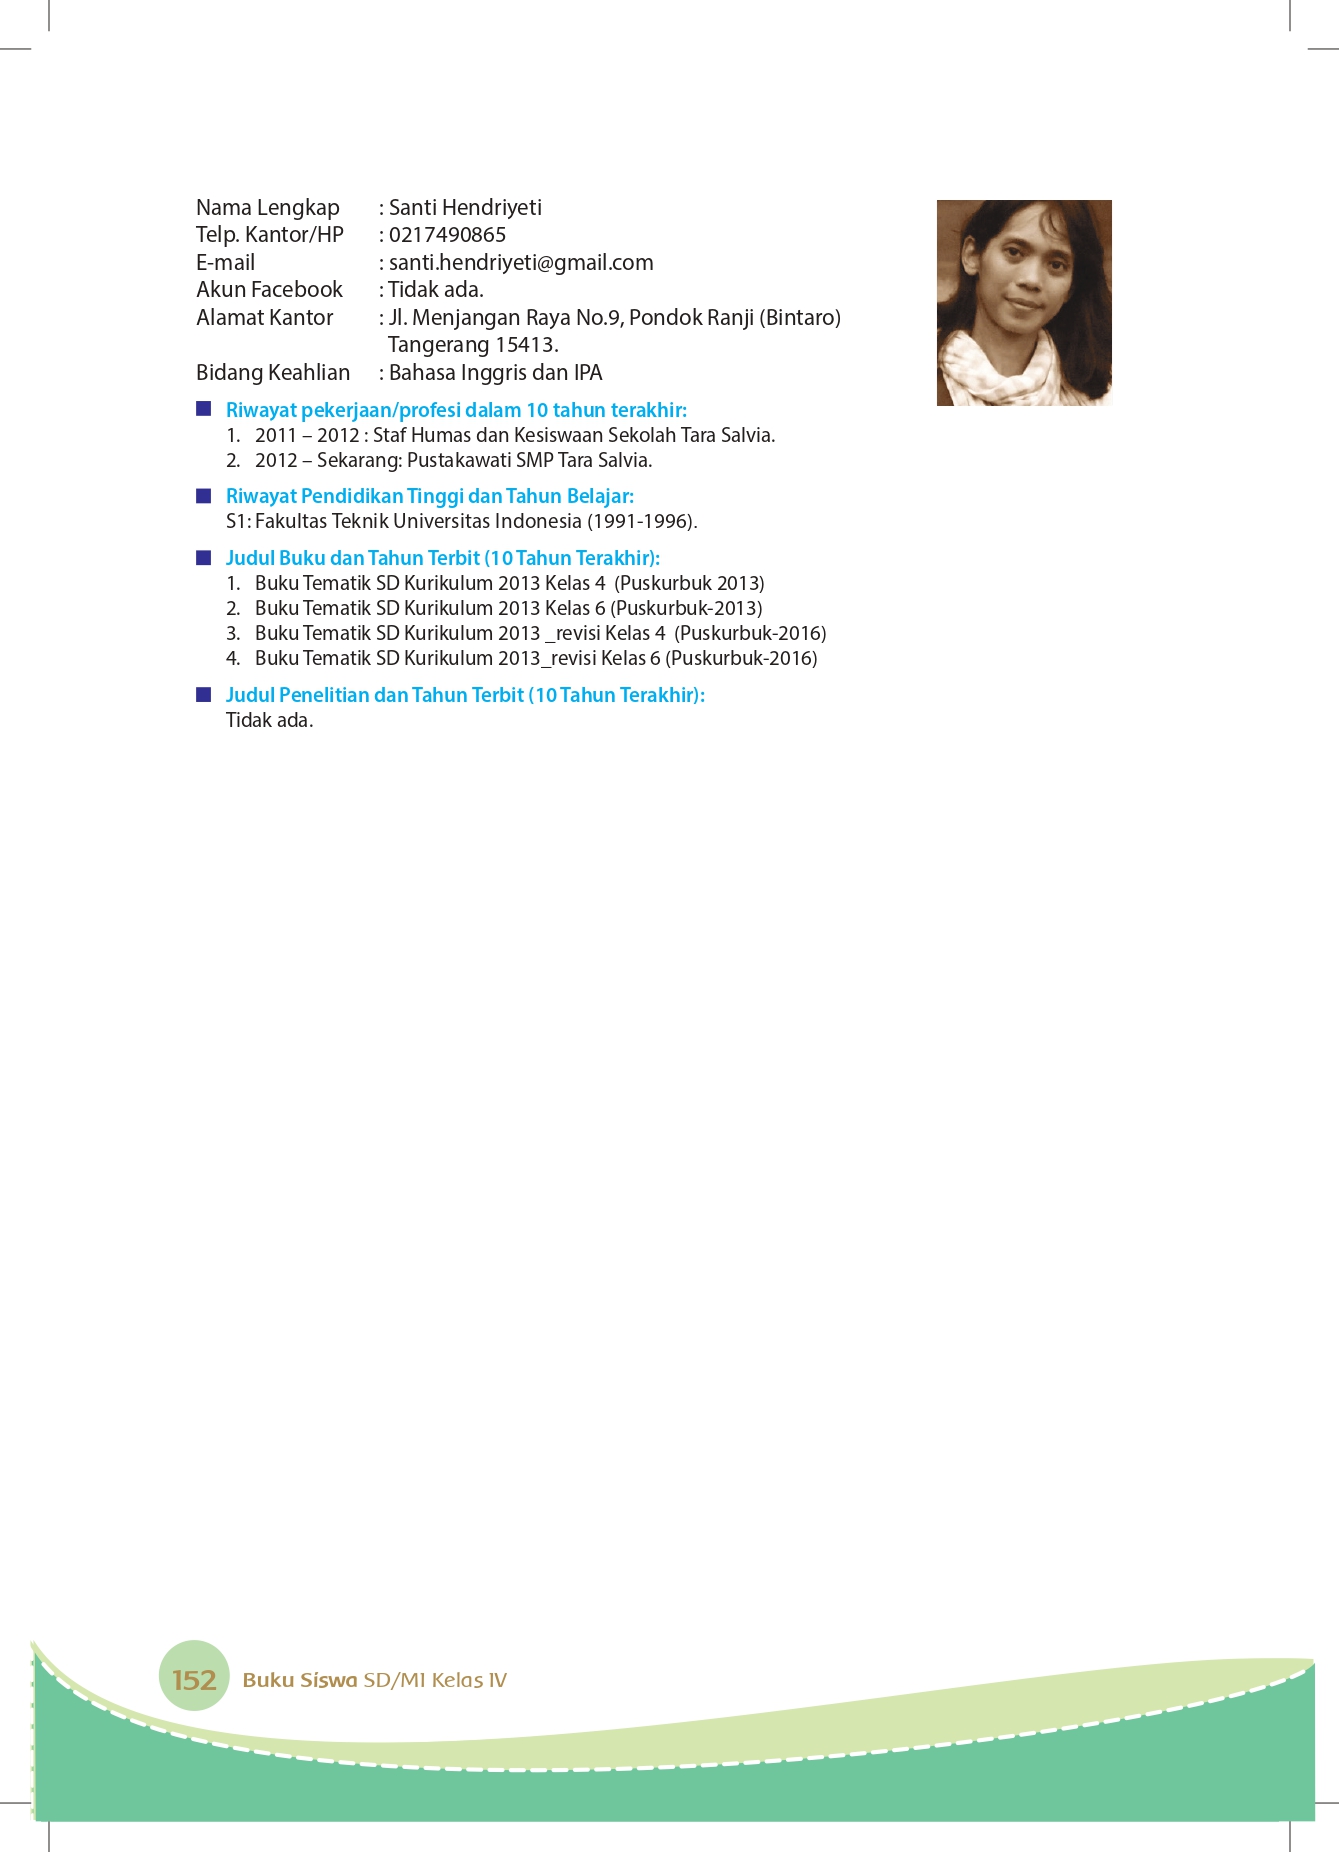 Nama Lengkap : Santi Hendriyeti
Telp. Kantor/HP : 0217490865
E-mail : santi.hendriyeti@gmail.com
Akun Facebook : Tidak ada.
Alamat Kantor : Jl. Menjangan Raya No.9, Pondok Ranji (Bintaro)
Tangerang 15413.
Bidang Keahlian : Bahasa Inggris dan IPA
Riwayat pekerjaan/profesi dalam 10 tahun terakhir:
1. 2011 – 2012 : Staf Humas dan Kesiswaan Sekolah Tara Salvia.
2. 2012 – Sekarang: Pustakawati SMP Tara Salvia.
Riwayat Pendidikan Tinggi dan Tahun Belajar:
S1: Fakultas Teknik Universitas Indonesia (1991-1996).
Judul Buku dan Tahun Terbit (10 Tahun Terakhir):
1. Buku Tematik SD Kurikulum 2013 Kelas 4 (Puskurbuk 2013)
2. Buku Tematik SD Kurikulum 2013 Kelas 6 (Puskurbuk-2013)
3. Buku Tematik SD Kurikulum 2013 _revisi Kelas 4 (Puskurbuk-2016)
4. Buku Tematik SD Kurikulum 2013_revisi Kelas 6 (Puskurbuk-2016)
Judul Penelitian dan Tahun Terbit (10 Tahun Terakhir):
Tidak ada.
152 Buku Siswa SD/MI Kelas IV